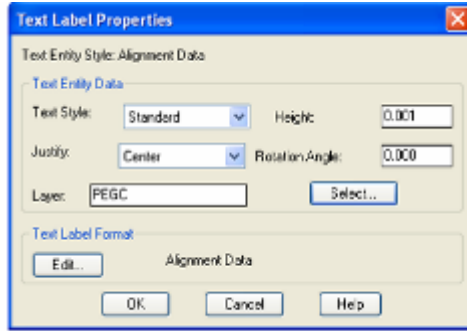 Text Label Properties
Text Entity Style: Alignment Data
Text Entity Data
Text Style: Standard Height: 0.001
Justify: Center Rotation Angle: 0.000
Layer: PEGC Select...
Text Label Format
Edit... Alignment Data
OK Cancel Help